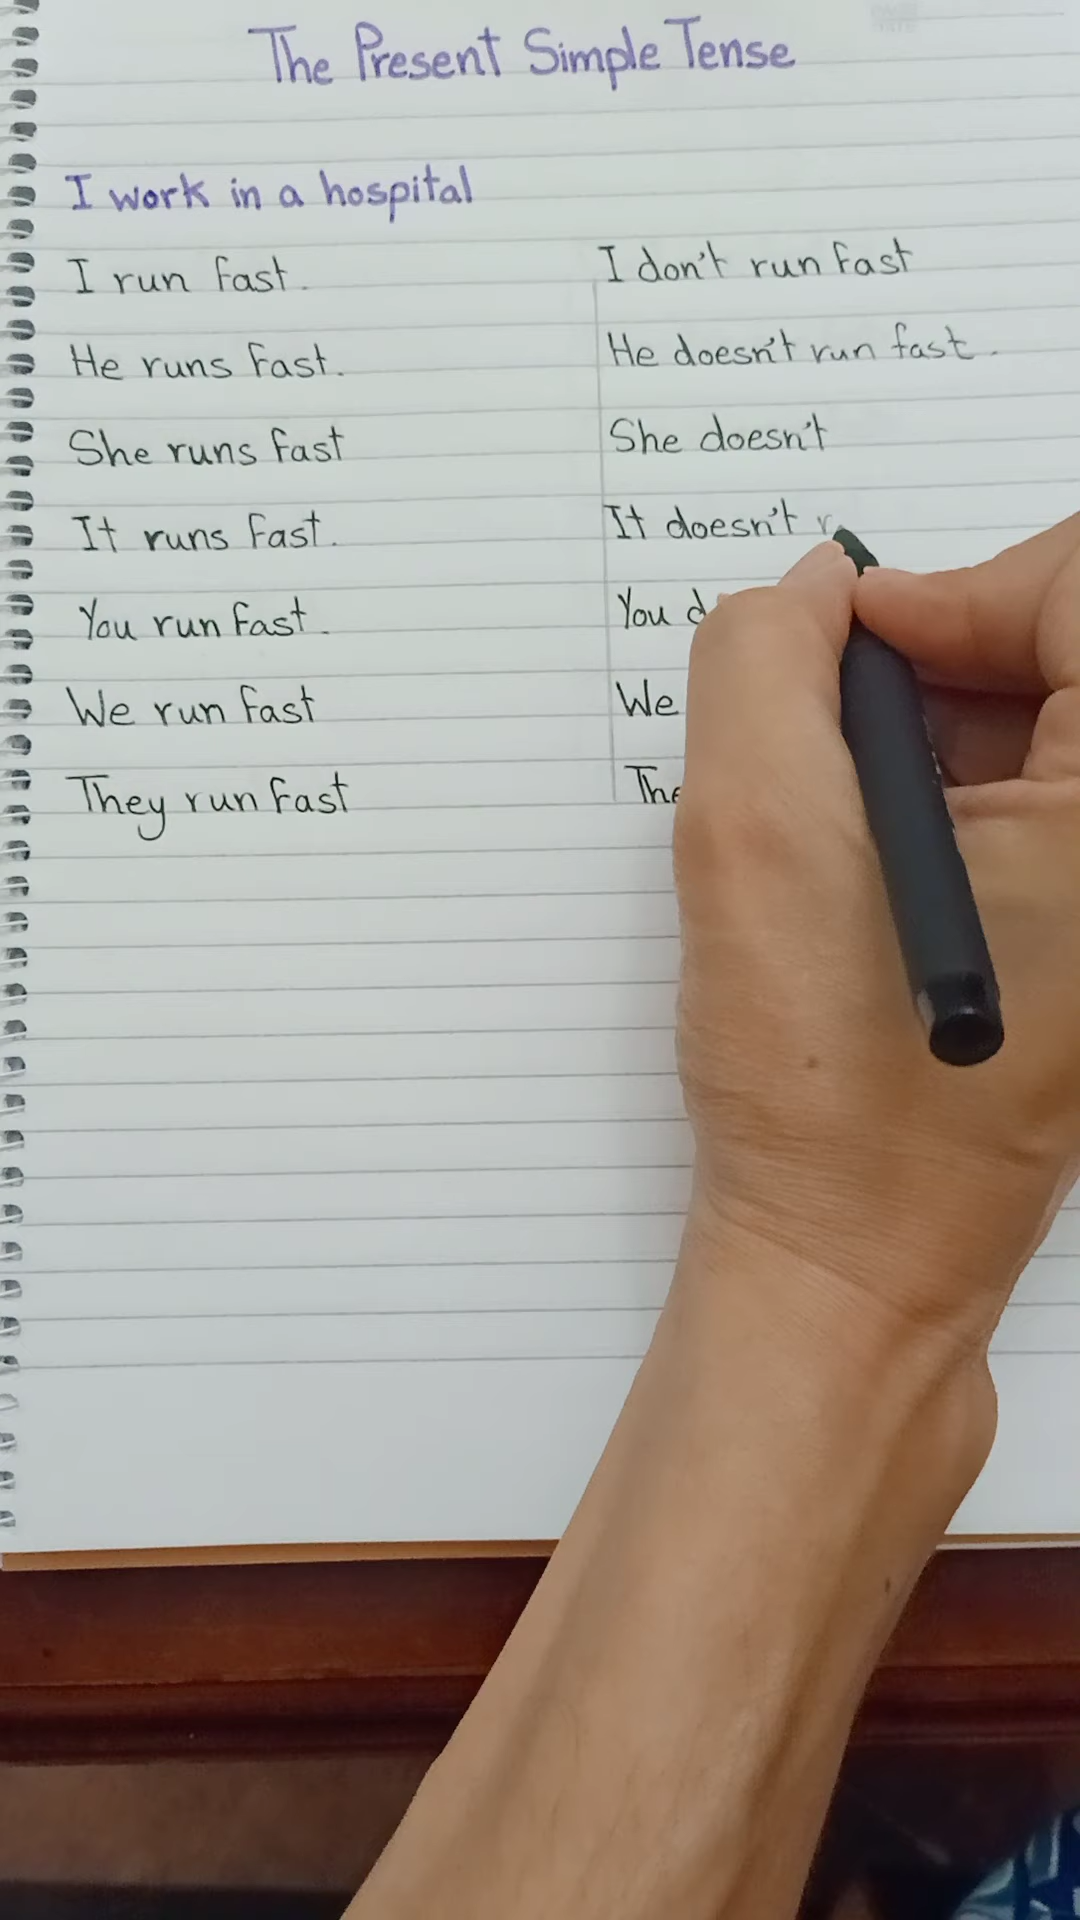 The Present Simple Tense
I work in a hospital
I run fast.
I don't run fast
He runs fast.
He doesn't run fast.
She runs fast
She doesn't
It runs fast.
It doesn't
You run fast.
You
We run fast
We
They run fast